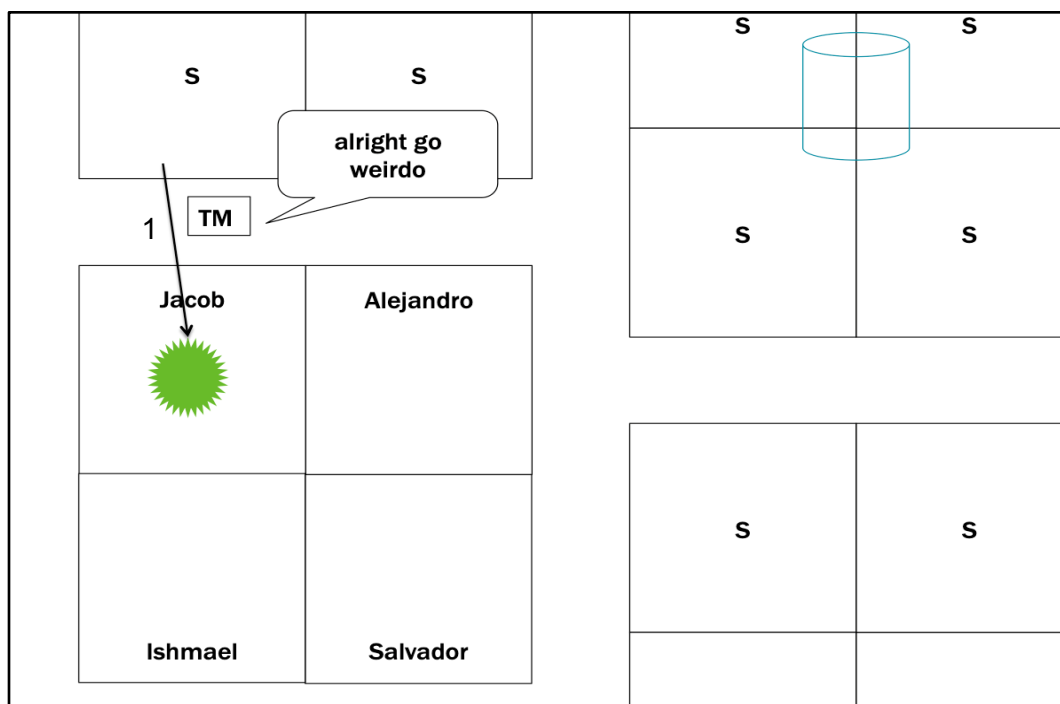 S S
S S
alright go
weirdo
TM
1
S S
Jacob Alejandro
S S
Ishmael Salvador